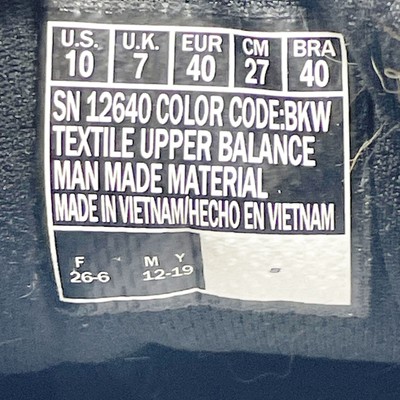 U.S. U.K. EUR CM BRA
10 7 40 27 40
SN 12640 COLOR CODE:BKW
TEXTILE UPPER BALANCE
MAN MADE MATERIAL
MADE IN VIETNAM/HECHO EN VIETNAM
F M Y
26-6 12-19